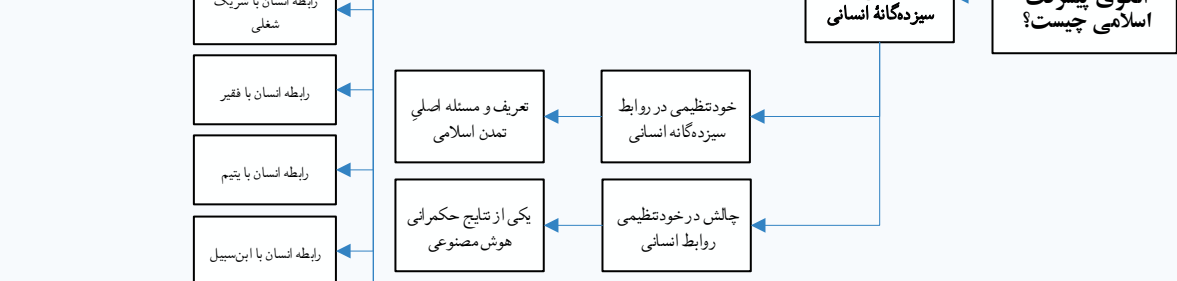 الگوی پیشرفت
اسلامی چیست؟
سیزده‌گانهٔ انسانی
خودتنظیمی در روابط
سیزده‌گانه انسانی
تعریف و مسئله اصلیِ
تمدن اسلامی
چالش در خودتنظیمی
روابط انسانی
یکی از نتایج حکمرانی
هوش مصنوعی
رابطه انسان با شریک
شغلی
رابطه انسان با فقیر
رابطه انسان با یتیم
رابطه انسان با ابن‌سبیل